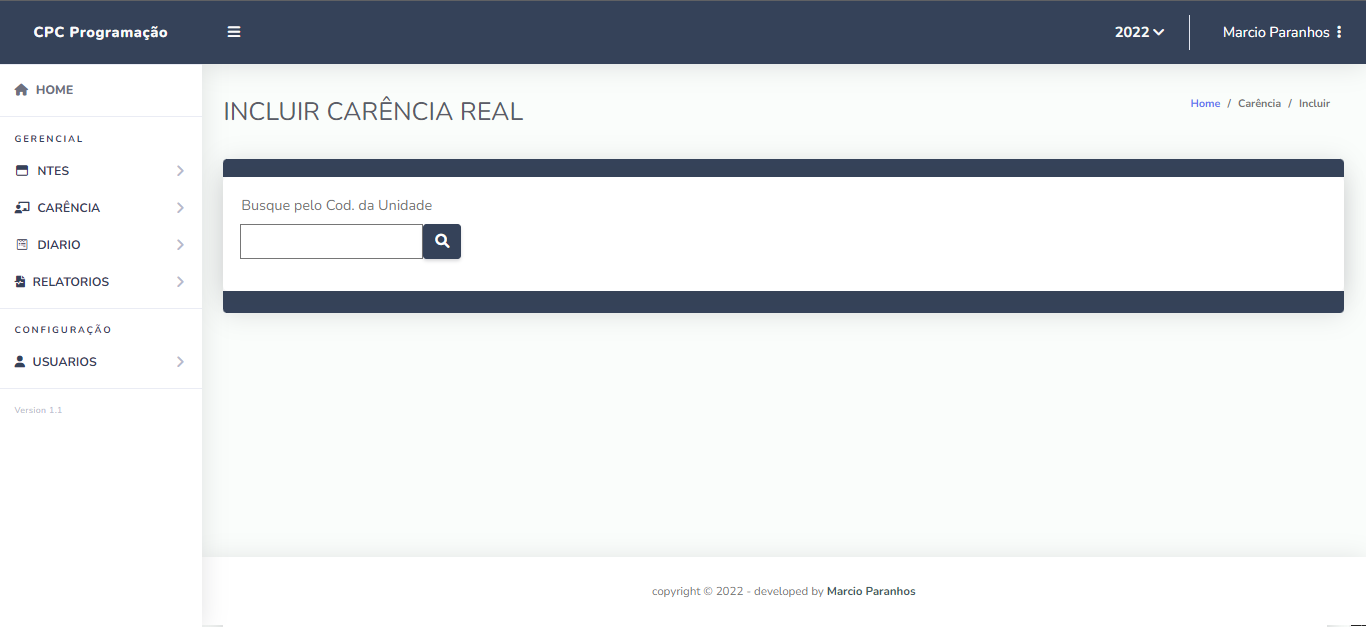 CPC Programação
2022
Marcio Paranhos
HOME
GERENCIAL
NTES
CARÊNCIA
DIARIO
RELATORIOS
CONFIGURAÇÃO
USUARIOS
Version 1.1
INCLUIR CARÊNCIA REAL
Home / Carência / Incluir
Busque pelo Cod. da Unidade
copyright © 2022 - developed by Marcio Paranhos